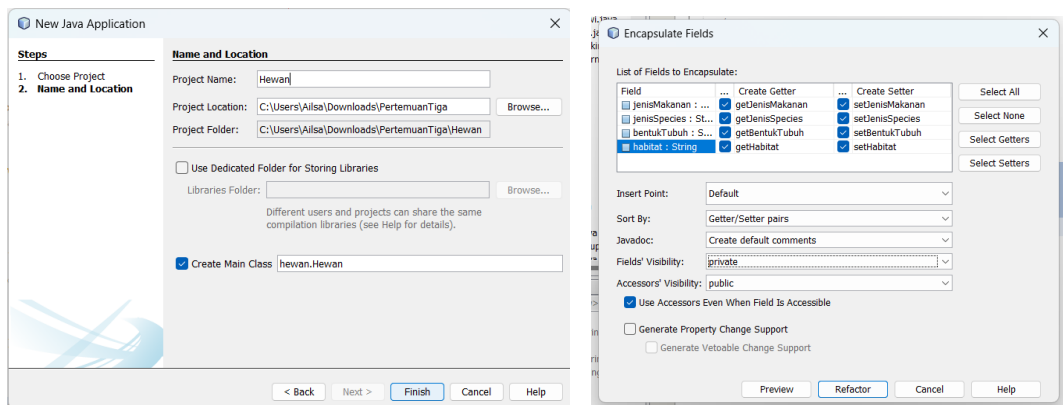 New Java Application
Steps
1. Choose Project
2. Name and Location
Name and Location
Project Name: Hewan
Project Location: C:\Users\Ailsa\Downloads\PertemuanTiga Browse...
Project Folder: C:\Users\Ailsa\Downloads\PertemuanTiga\Hewan
Use Dedicated Folder for Storing Libraries
Libraries Folder: Browse...
Different users and projects can share the same
compilation libraries (see Help for details).
Create Main Class hewan.Hewan
< Back Next > Finish Cancel Help
Encapsulate Fields
List of Fields to Encapsulate:
Field ... Create Getter ... Create Setter
jenisMakanan : ... getJenisMakanan setJenisMakanan
jenisSpecies : St... getJenisSpecies setJenisSpecies
bentukTubuh : S... getBentukTubuh setBentukTubuh
habitat : String getHabitat setHabitat
Select All
Select None
Select Getters
Select Setters
Insert Point: Default
Sort By: Getter/Setter pairs
Javadoc: Create default comments
Fields' Visibility: private
Accessors' Visibility: public
Use Accessors Even When Field Is Accessible
Generate Property Change Support
Generate Vetoable Change Support
Preview Refactor Cancel Help